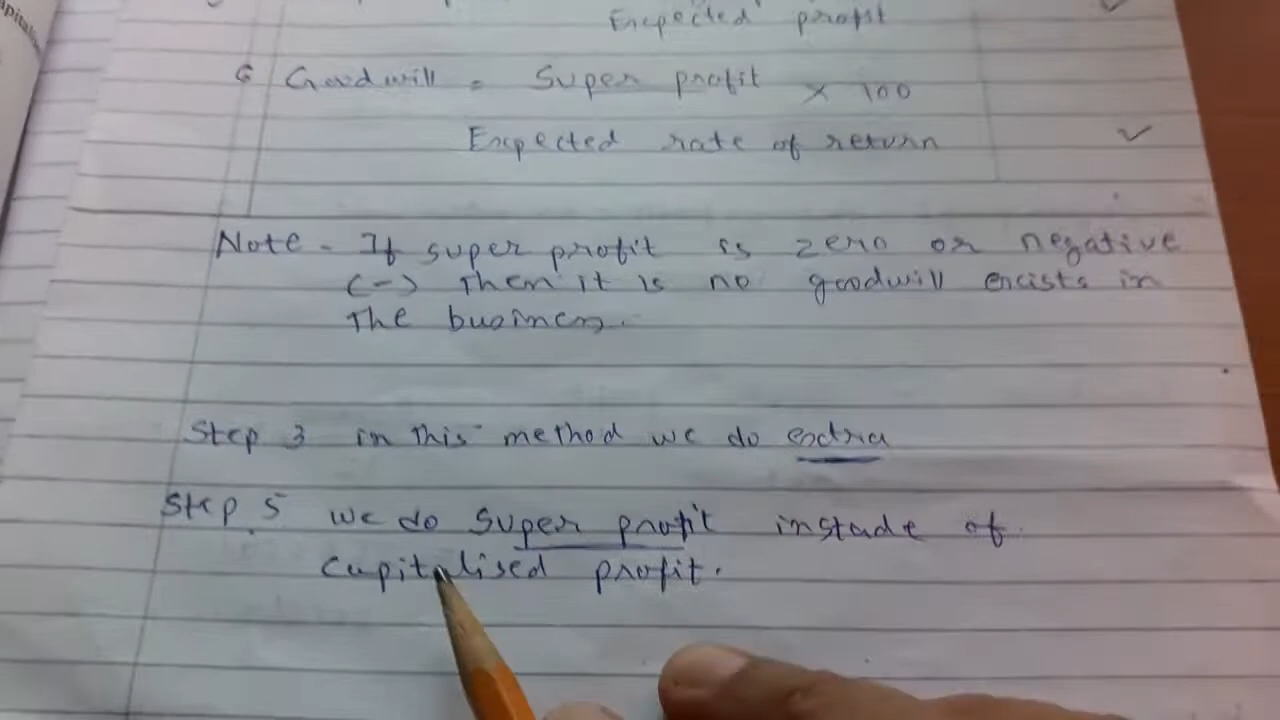 apitalis
Expected profit
6 Goodwill = Super profit × 100
Expected rate of return
Note - If super profit is zero or negative
(-) Then it is no goodwill exists in
The business.
Step 3 in this method we do extra
Step 5 we do Super profit instade of
Capitalised profit.